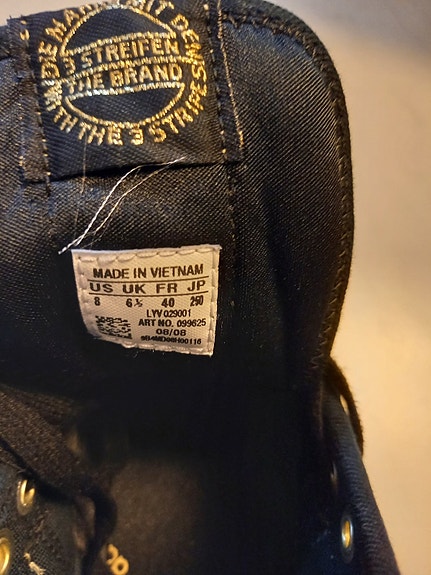 DIE MARKE MIT DEN
3 STREIFEN
THE BRAND
WITH THE 3 STRIPES
MADE IN VIETNAM
US UK FR JP
8 6½ 40 250
LYV 029001
ART NO. 099625
08/08